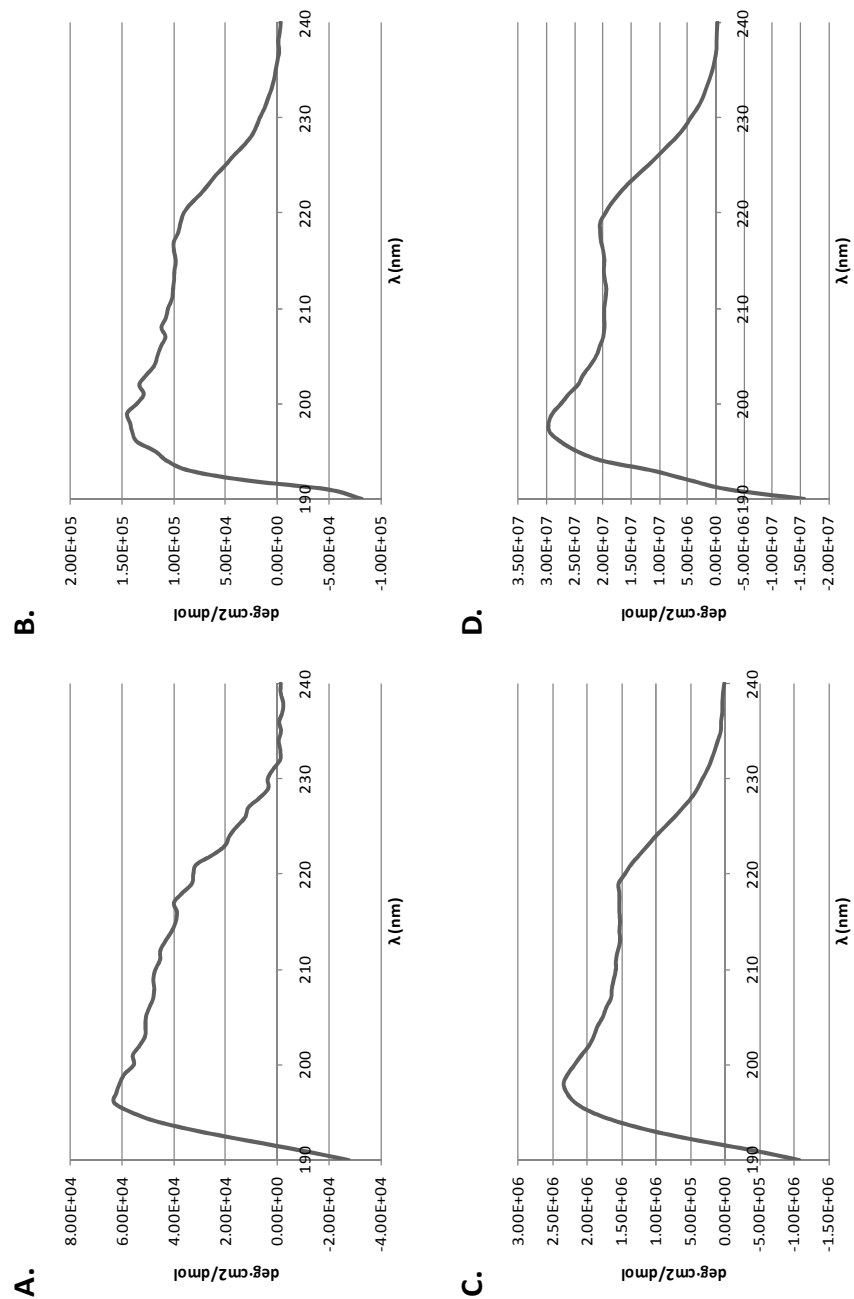 A.
deg·cm2/dmol
8.00E+04
6.00E+04
4.00E+04
2.00E+04
0.00E+00
-2.00E+04
-4.00E+04
190 200 210 220 230 240
λ (nm)
B.
deg·cm2/dmol
2.00E+05
1.50E+05
1.00E+05
5.00E+04
0.00E+00
-5.00E+04
-1.00E+05
190 200 210 220 230 240
λ (nm)
C.
deg·cm2/dmol
3.00E+06
2.50E+06
2.00E+06
1.50E+06
1.00E+06
5.00E+05
0.00E+00
-5.00E+05
-1.00E+06
-1.50E+06
190 200 210 220 230 240
λ (nm)
D.
deg·cm2/dmol
3.50E+07
3.00E+07
2.50E+07
2.00E+07
1.50E+07
1.00E+07
5.00E+06
0.00E+00
-5.00E+06
-1.00E+07
-1.50E+07
-2.00E+07
190 200 210 220 230 240
λ (nm)